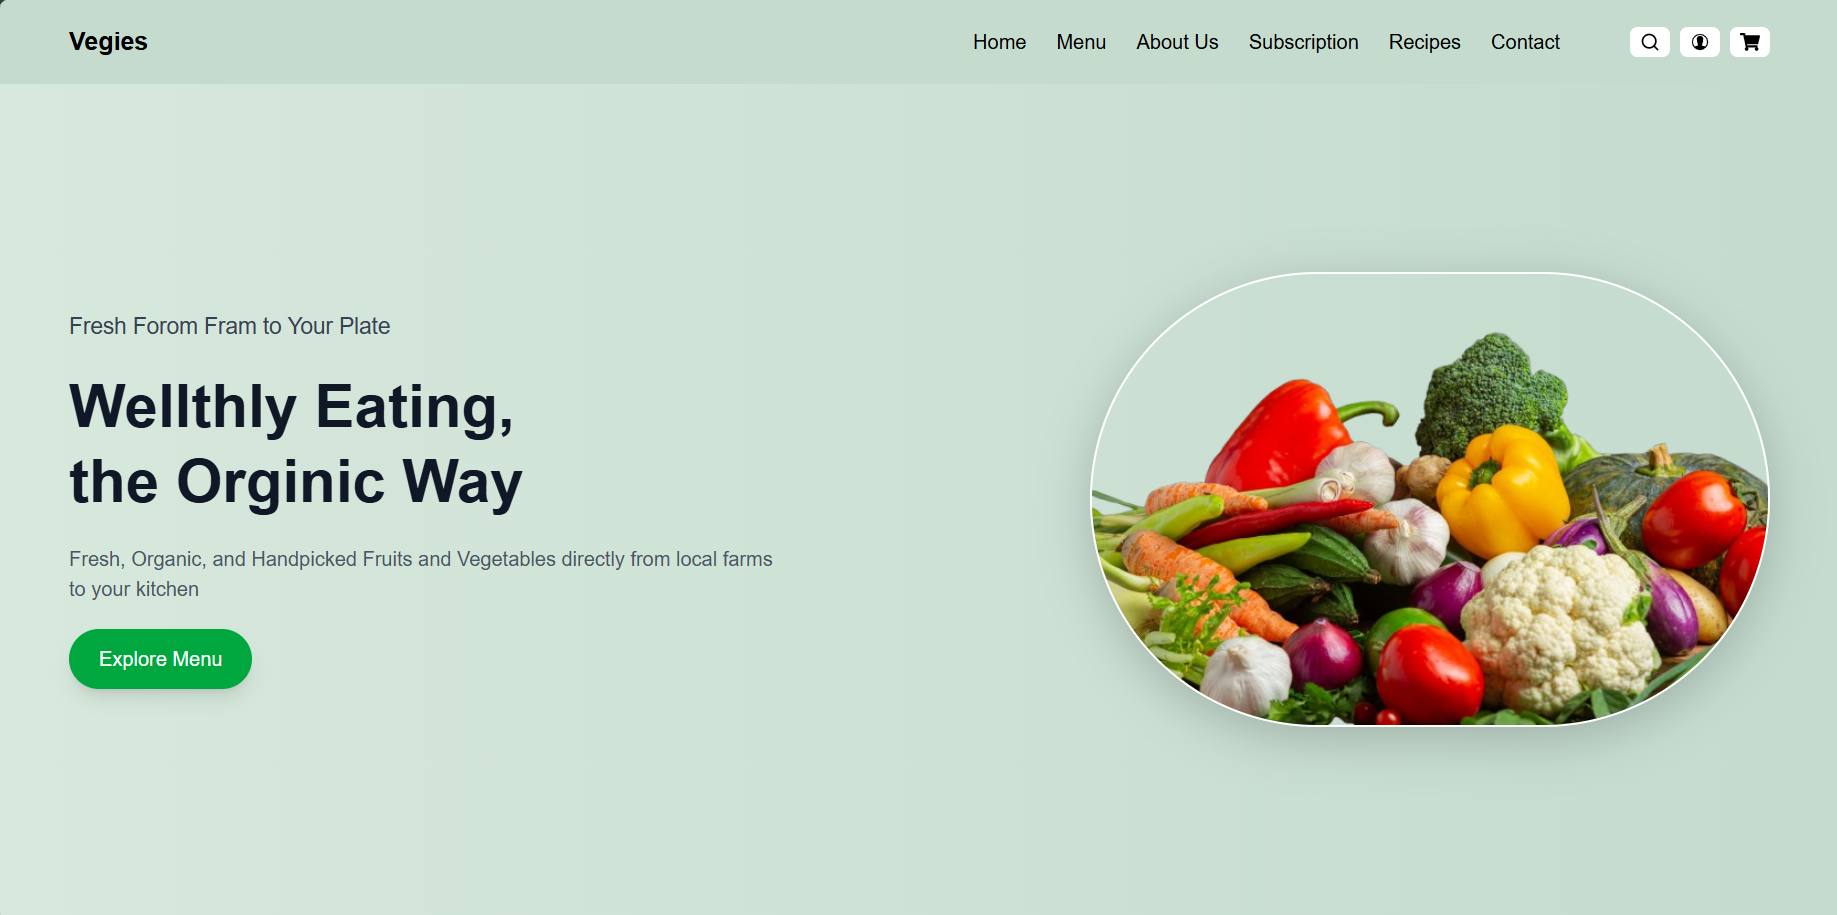 Vegies
Home Menu About Us Subscription Recipes Contact
Fresh Forom Fram to Your Plate
Wellthly Eating,
the Orginic Way
Fresh, Organic, and Handpicked Fruits and Vegetables directly from local farms
to your kitchen
Explore Menu